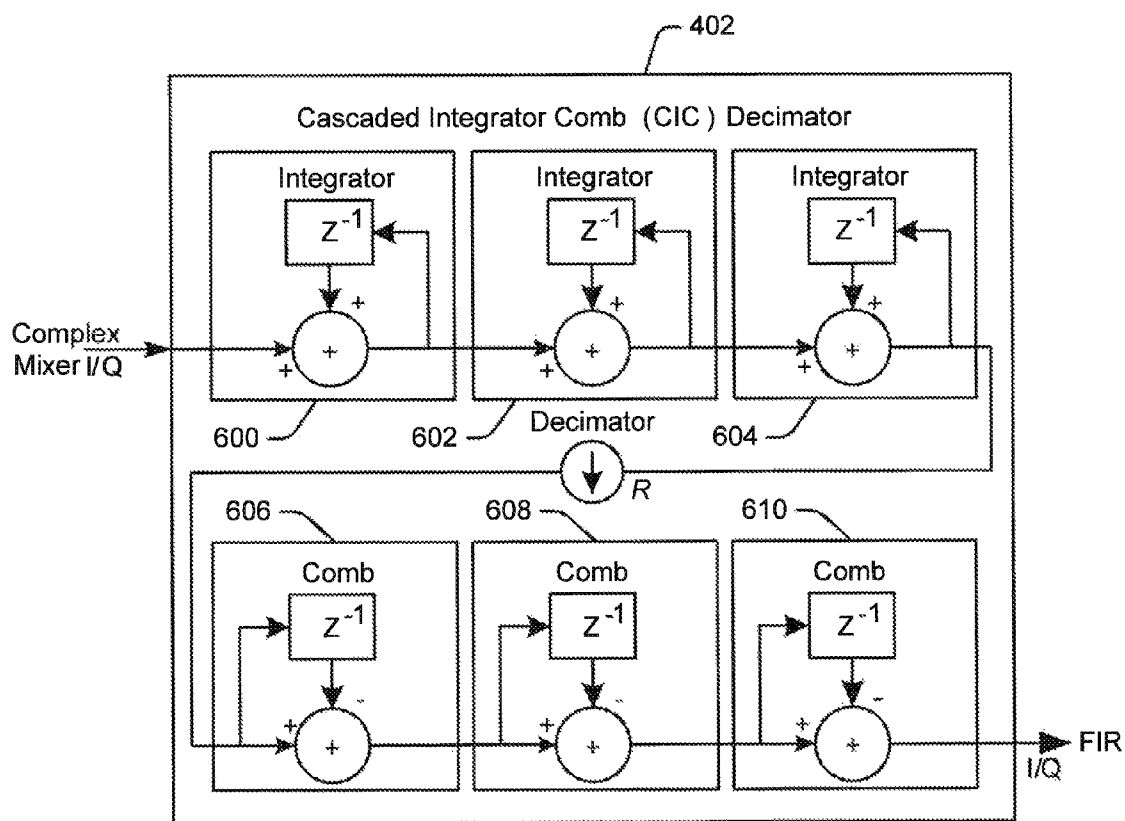 402
Cascaded Integrator Comb (CIC) Decimator
Integrator Integrator Integrator
Z⁻¹ Z⁻¹ Z⁻¹
+ + +
Complex
Mixer I/Q
+ + +
+ + +
600 602 Decimator 604
R
606 608 610
Comb Comb Comb
Z⁻¹ Z⁻¹ Z⁻¹
- - -
+ + +
+ + +
FIR
I/Q